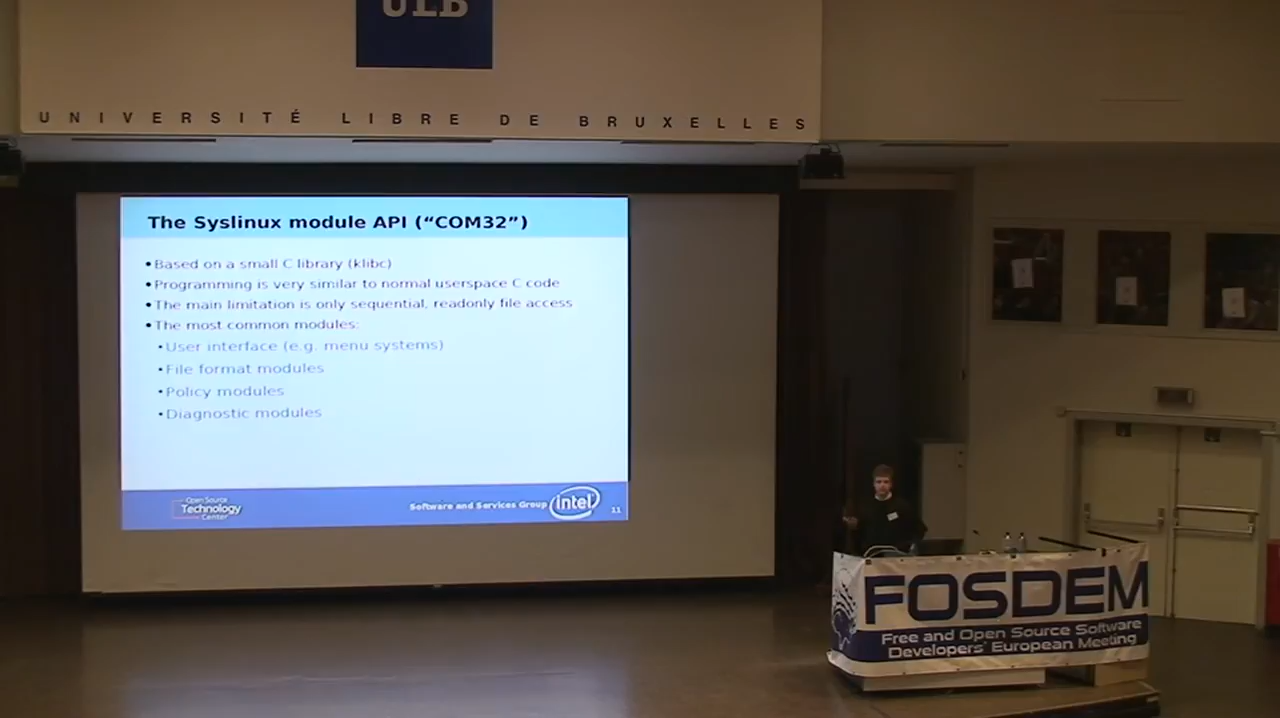 ULB
UNIVERSITÉ LIBRE DE BRUXELLES
The Syslinux module API (“COM32”)
•Based on a small C library (klibc)
•Programming is very similar to normal userspace C code
•The main limitation is only sequential, readonly file access
•The most common modules:
•User interface (e.g. menu systems)
•File format modules
•Policy modules
•Diagnostic modules
Open Source
Technology
Center
Software and Services Group
intel
11
FOSDEM
Free and Open Source Software
Developers' European Meeting